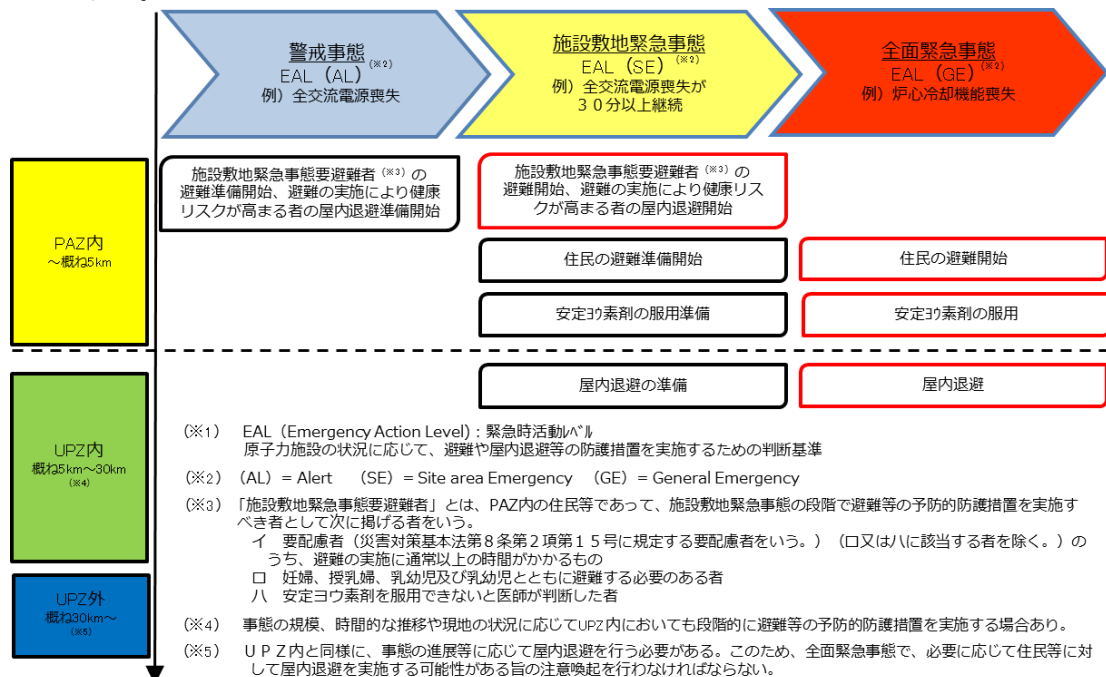 警戒事態
EAL（AL）(※2)
例）全交流電源喪失
施設敷地緊急事態
EAL（SE）(※2)
例）全交流電源喪失が
３０分以上継続
全面緊急事態
EAL（GE）(※2)
例）炉心冷却機能喪失
PAZ内
～概ね5km
施設敷地緊急事態要避難者(※3)の
避難準備開始、避難の実施により健康
リスクが高まる者の屋内退避準備開始
施設敷地緊急事態要避難者(※3)の
避難開始、避難の実施により健康リス
クが高まる者の屋内退避開始
住民の避難準備開始
住民の避難開始
安定ﾖｳ素剤の服用準備
安定ﾖｳ素剤の服用
UPZ内
概ね5km～30km
(※4)
屋内退避の準備
屋内退避
(※1)　EAL（Emergency Action Level）：緊急時活動ﾚﾍﾞﾙ
原子力施設の状況に応じて、避難や屋内退避等の防護措置を実施するための判断基準
(※2)　(AL）= Alert　（SE）= Site area Emergency　（GE）= General Emergency
(※3)　「施設敷地緊急事態要避難者」とは、PAZ内の住民等であって、施設敷地緊急事態の段階で避難等の予防的防護措置を実施す
べき者として次に掲げる者をいう。
イ　要配慮者（災害対策基本法第８条第２項第１５号に規定する要配慮者をいう。）（ロ又はハに該当する者を除く。）の
うち、避難の実施に通常以上の時間がかかるもの
ロ　妊婦、授乳婦、乳幼児及び乳幼児とともに避難する必要のある者
ハ　安定ヨウ素剤を服用できないと医師が判断した者
UPZ外
概ね30km～
(※5)
(※4)　事態の規模、時間的な推移や現地の状況に応じてUPZ内においても段階的に避難等の予防的防護措置を実施する場合あり。
(※5)　ＵＰＺ内と同様に、事態の進展等に応じて屋内退避を行う必要がある。このため、全面緊急事態で、必要に応じて住民等に対
して屋内退避を実施する可能性がある旨の注意喚起を行わなければならない。